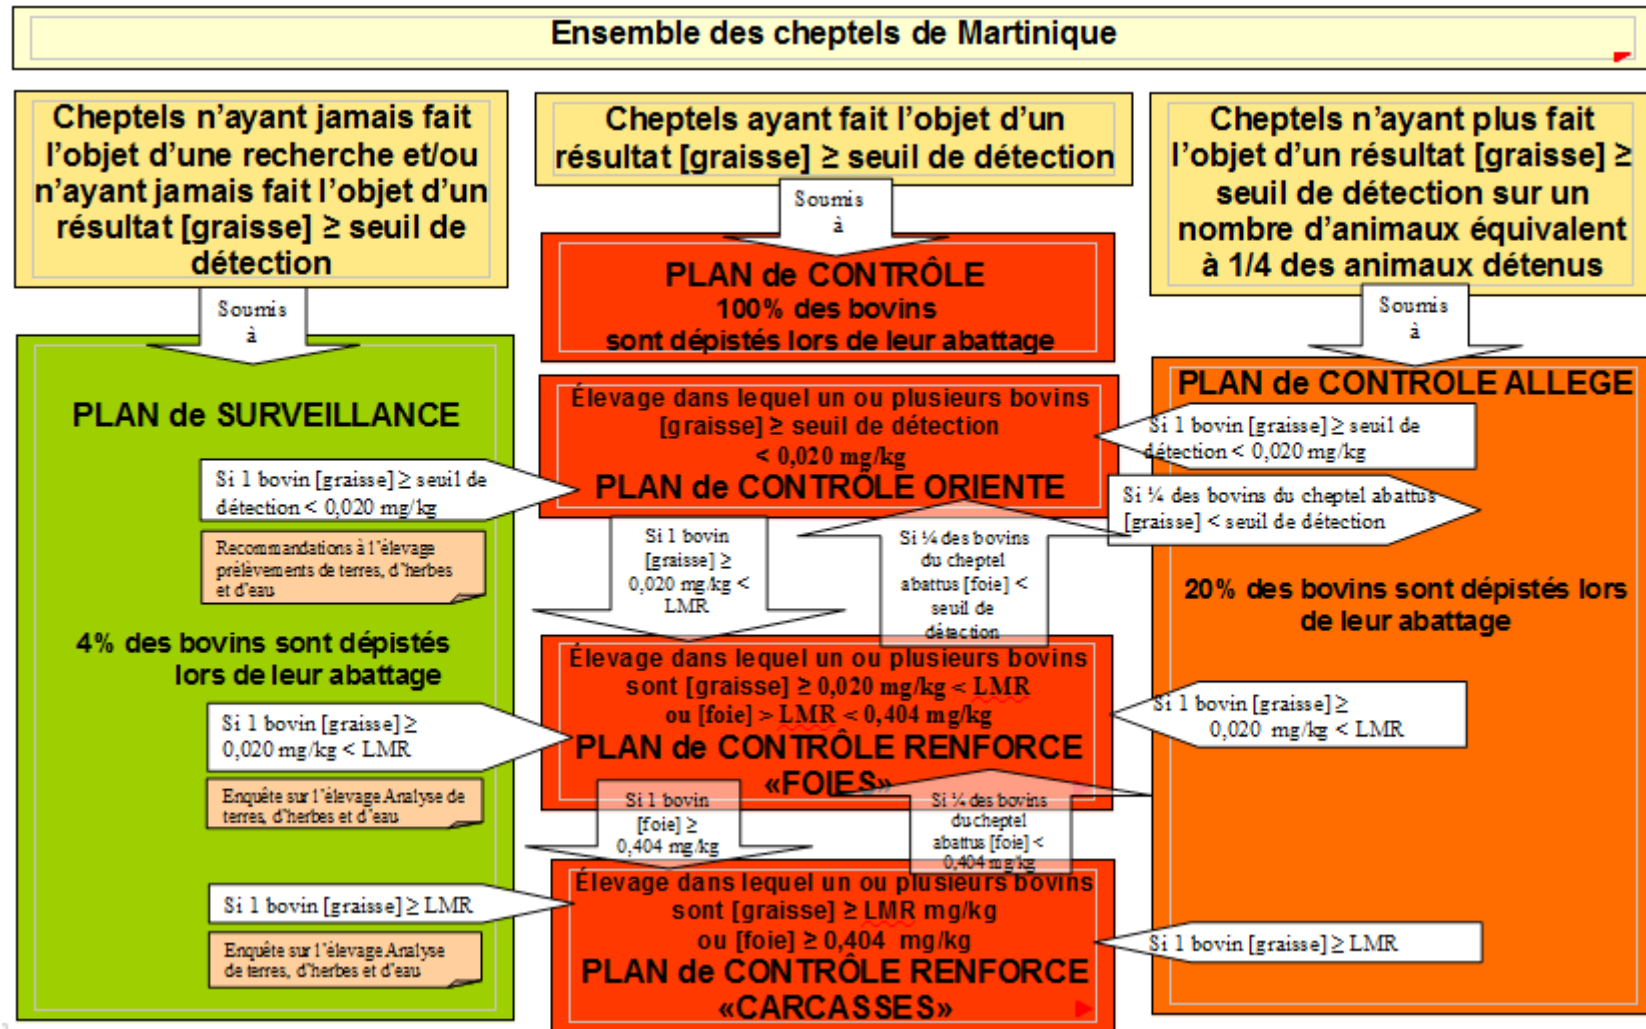 Ensemble des cheptels de Martinique
Cheptels n'ayant jamais fait
l'objet d'une recherche et/ou
n'ayant jamais fait l'objet d'un
résultat [graisse] ≥ seuil de
détection
Soumis
à
PLAN de SURVEILLANCE
Si 1 bovin [graisse] ≥ seuil de
détection < 0,020 mg/kg
Recommandations à l'élevage
prélèvements de terres, d'herbes
et d'eau
4% des bovins sont dépistés
lors de leur abattage
Si 1 bovin [graisse] ≥
0,020 mg/kg < LMR
Enquête sur l'élevage Analyse de
terres, d'herbes et d'eau
Si 1 bovin [graisse] ≥ LMR
Enquête sur l'élevage Analyse
de terres, d'herbes et d'eau
Cheptels ayant fait l'objet d'un
résultat [graisse] ≥ seuil de détection
Soumis
à
PLAN de CONTRÔLE
100% des bovins
sont dépistés lors de leur abattage
Élevage dans lequel un ou plusieurs bovins
[graisse] ≥ seuil de détection
< 0,020 mg/kg
PLAN de CONTRÔLE ORIENTE
Si 1 bovin
[graisse] ≥
0,020 mg/kg <
LMR
Si ¼ des bovins
du cheptel
abattus [foie] <
seuil de
détection
Élevage dans lequel un ou plusieurs bovins
sont [graisse] ≥ 0,020 mg/kg < LMR
ou [foie] > LMR < 0,404 mg/kg
PLAN de CONTRÔLE RENFORCE
«FOIES»
Si 1 bovin
[foie] ≥
0,404 mg/kg
Si ¼ des bovins
du cheptel
abattus [foie] <
0,404 mg/kg
Élevage dans lequel un ou plusieurs bovins
sont [graisse] ≥ LMR mg/kg
ou [foie] ≥ 0,404 mg/kg
PLAN de CONTRÔLE RENFORCE
«CARCASSES»
Cheptels n'ayant plus fait
l'objet d'un résultat [graisse] ≥
seuil de détection sur un
nombre d'animaux équivalent
à 1/4 des animaux détenus
Soumis
à
PLAN de CONTROLE ALLEGE
Si 1 bovin [graisse] ≥ seuil de
détection < 0,020 mg/kg
Si ¼ des bovins du cheptel abattus
[graisse] < seuil de détection
20% des bovins sont dépistés lors
de leur abattage
Si 1 bovin [graisse] ≥
0,020 mg/kg < LMR
Si 1 bovin [graisse] ≥ LMR